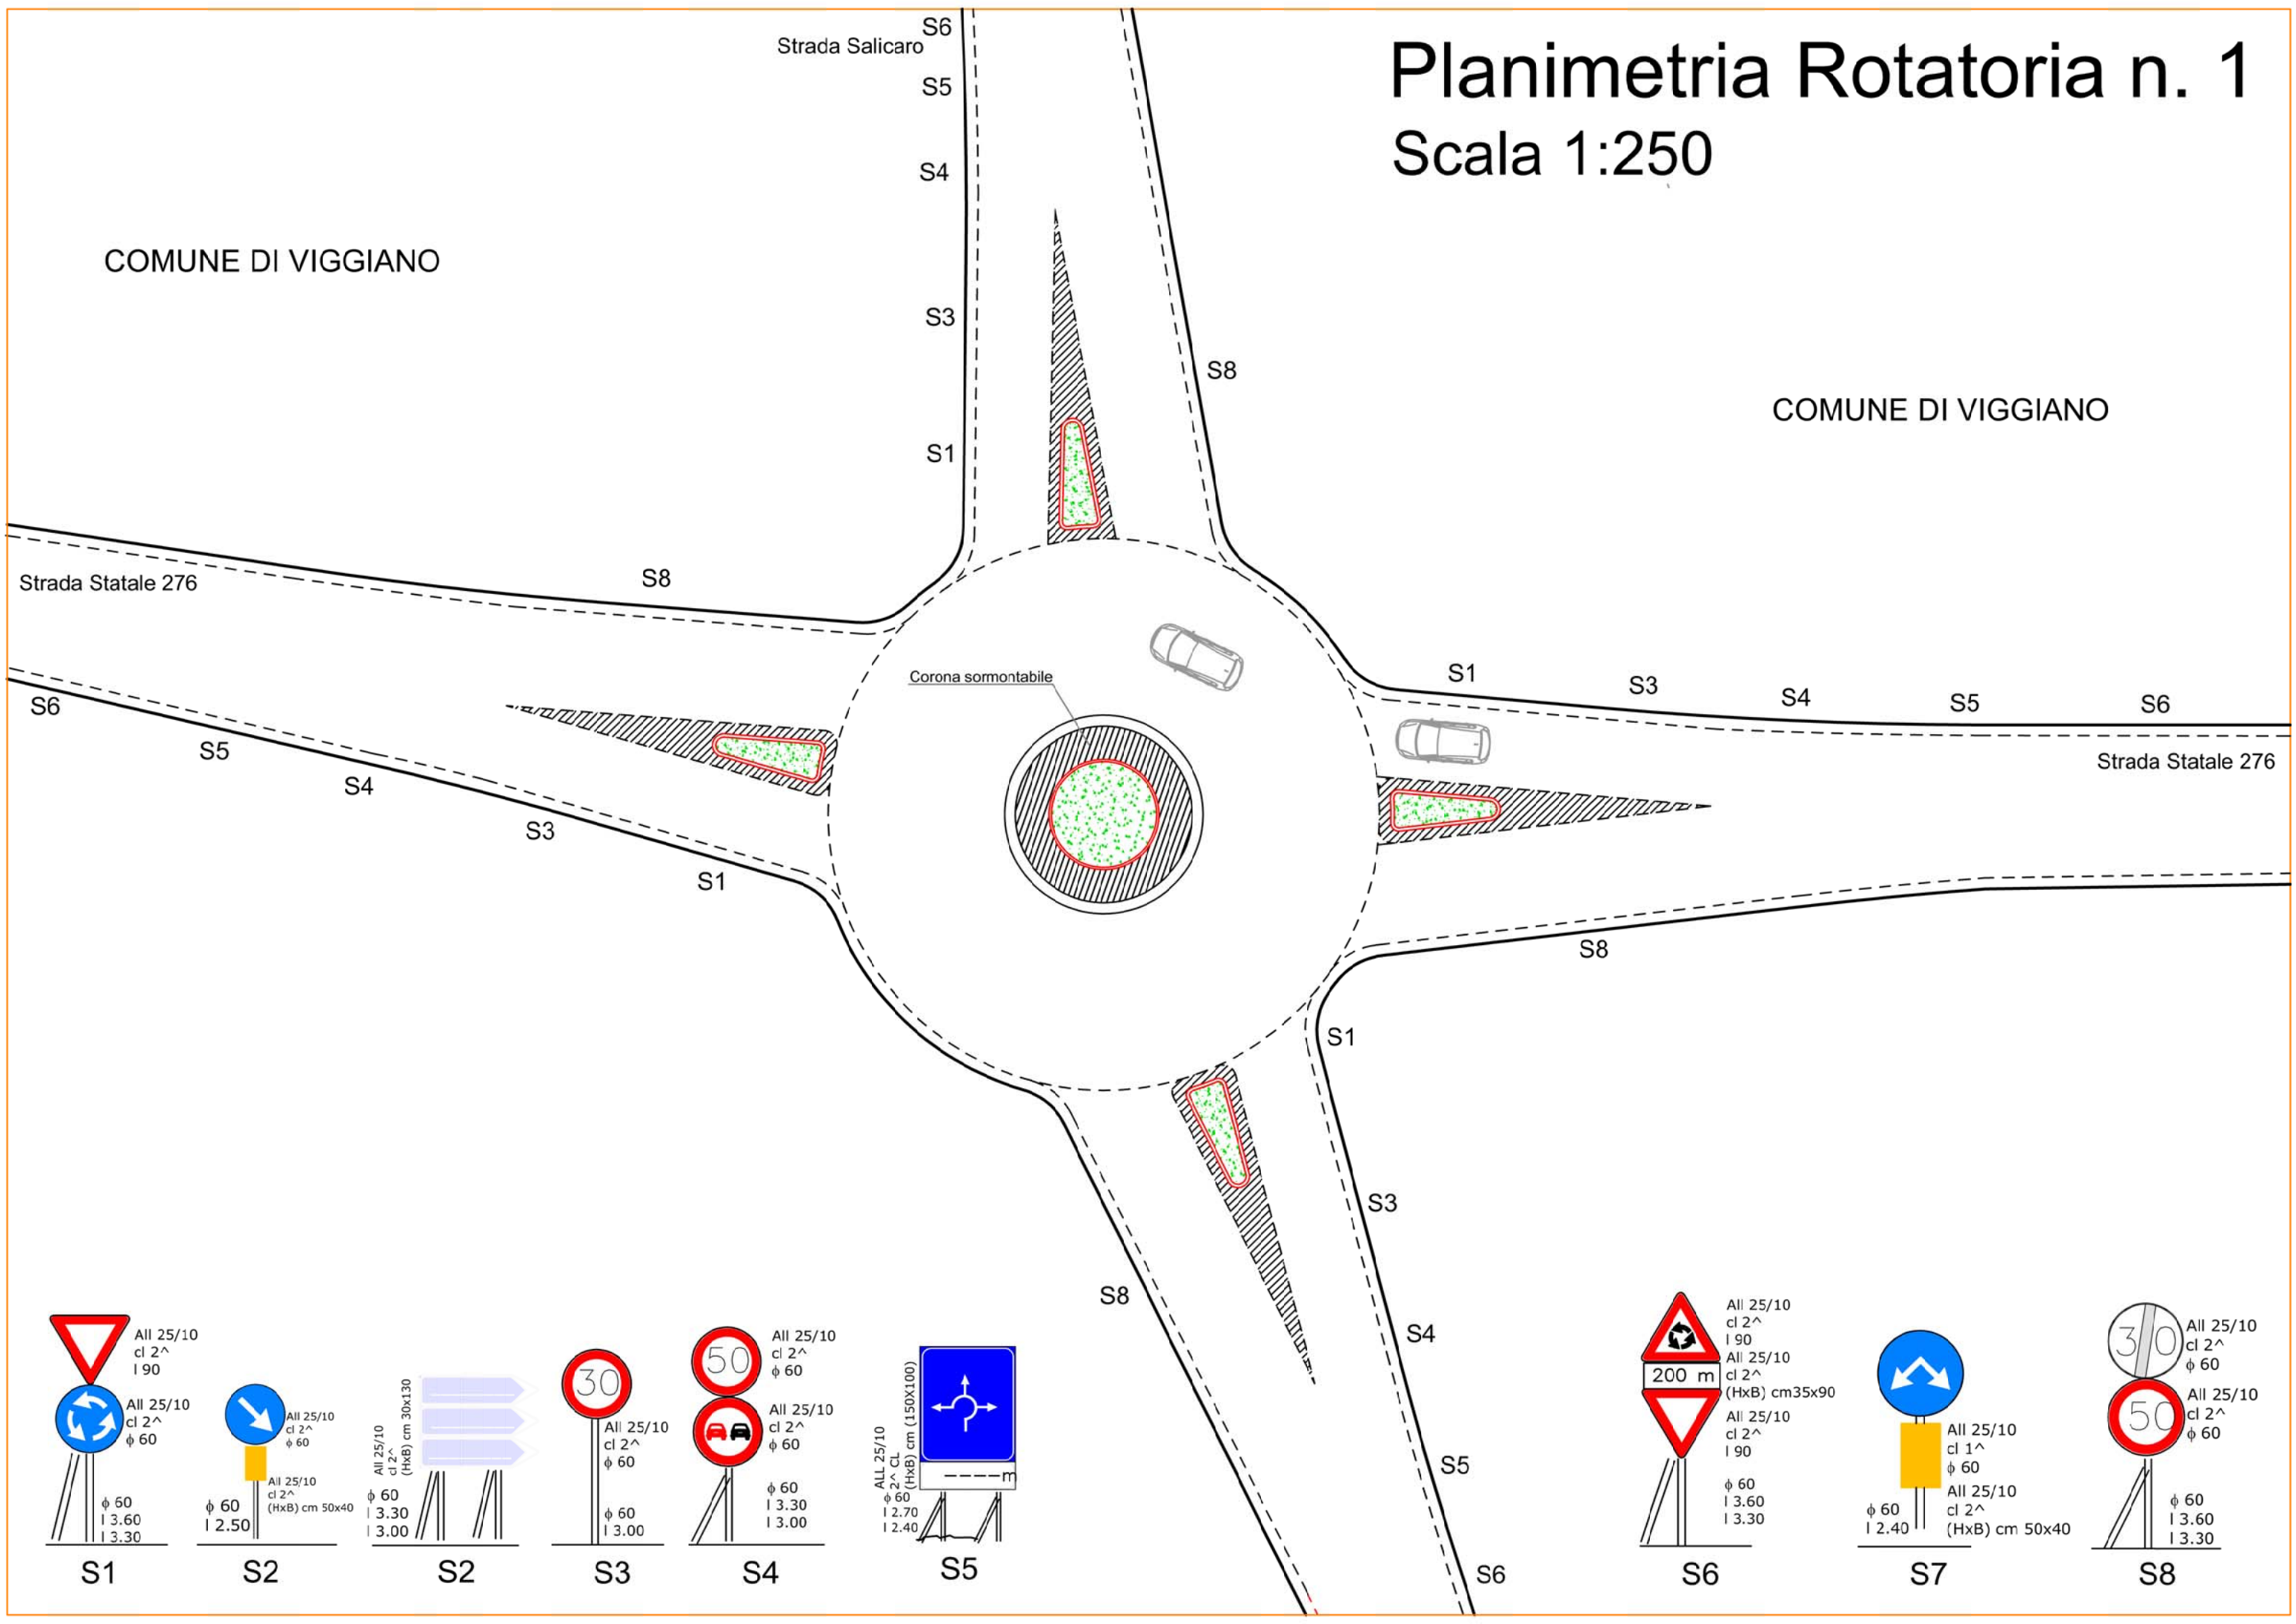 Planimetria Rotatoria n. 1
Scala 1:250
S6
Strada Salicaro
S5
S4
S3
S1
S8
COMUNE DI VIGGIANO
COMUNE DI VIGGIANO
Strada Statale 276
S8
S6
S5
S4
S3
S1
Corona sormontabile
S1
S3
S4
S5
S6
Strada Statale 276
S8
S1
S3
S4
S5
S6
S8
All 25/10
cl 2^
l 90
All 25/10
cl 2^
ϕ 60
ϕ 60
l 3.60
l 3.30
S1
All 25/10
cl 2^
ϕ 60
All 25/10
cl 2^
(HxB) cm 50x40
ϕ 60
l 2.50
S2
All 25/10
cl 2^
(HxB) cm 30x130
ϕ 60
l 3.30
l 3.00
S2
30
All 25/10
cl 2^
ϕ 60
ϕ 60
l 3.00
S3
50
All 25/10
cl 2^
ϕ 60
All 25/10
cl 2^
ϕ 60
ϕ 60
l 3.30
l 3.00
S4
ALL 25/10
2^ CL
(HxB) cm (150X100)
-----m
ϕ 60
l 2.70
l 2.40
S5
All 25/10
cl 2^
l 90
200 m
All 25/10
cl 2^
(HxB) cm35x90
All 25/10
cl 2^
l 90
ϕ 60
l 3.60
l 3.30
S6
All 25/10
cl 1^
ϕ 60
All 25/10
cl 2^
(HxB) cm 50x40
ϕ 60
l 2.40
S7
30
All 25/10
cl 2^
ϕ 60
50
All 25/10
cl 2^
ϕ 60
ϕ 60
l 3.60
l 3.30
S8